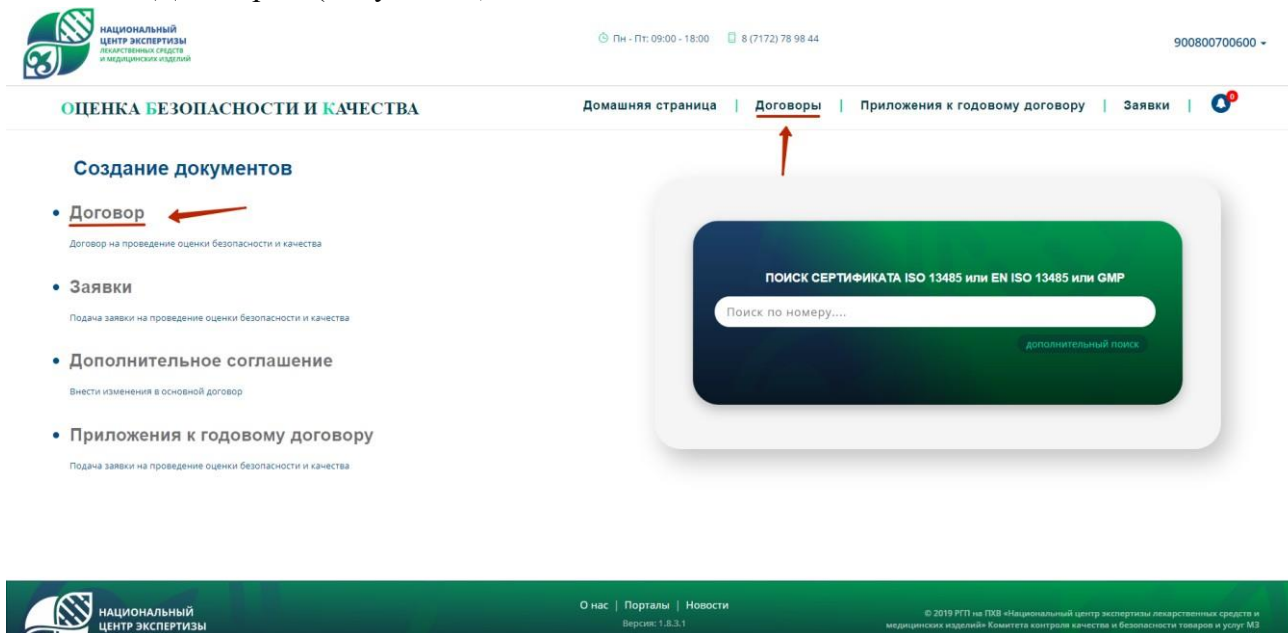 НАЦИОНАЛЬНЫЙ
ЦЕНТР ЭКСПЕРТИЗЫ
ЛЕКАРСТВЕННЫХ СРЕДСТВ
И МЕДИЦИНСКИХ ИЗДЕЛИЙ
Пн - Пт: 09:00 - 18:00 8 (7172) 78 98 44
900800700600
ОЦЕНКА БЕЗОПАСНОСТИ И КАЧЕСТВА
Домашняя страница | Договоры | Приложения к годовому договору | Заявки | 0
Создание документов
• Договор
Договор на проведение оценки безопасности и качества
• Заявки
Подача заявки на проведение оценки безопасности и качества
• Дополнительное соглашение
Внести изменения в основной договор
• Приложения к годовому договору
Подача заявки на проведение оценки безопасности и качества
ПОИСК СЕРТИФИКАТА ISO 13485 или EN ISO 13485 или GMP
Поиск по номеру....
дополнительный поиск
НАЦИОНАЛЬНЫЙ
ЦЕНТР ЭКСПЕРТИЗЫ
О нас | Порталы | Новости
Версия: 1.8.3.1
© 2019 РГП на ПХВ «Национальный центр экспертизы лекарственных средств и
медицинских изделий» Комитета контроля качества и безопасности товаров и услуг МЗ